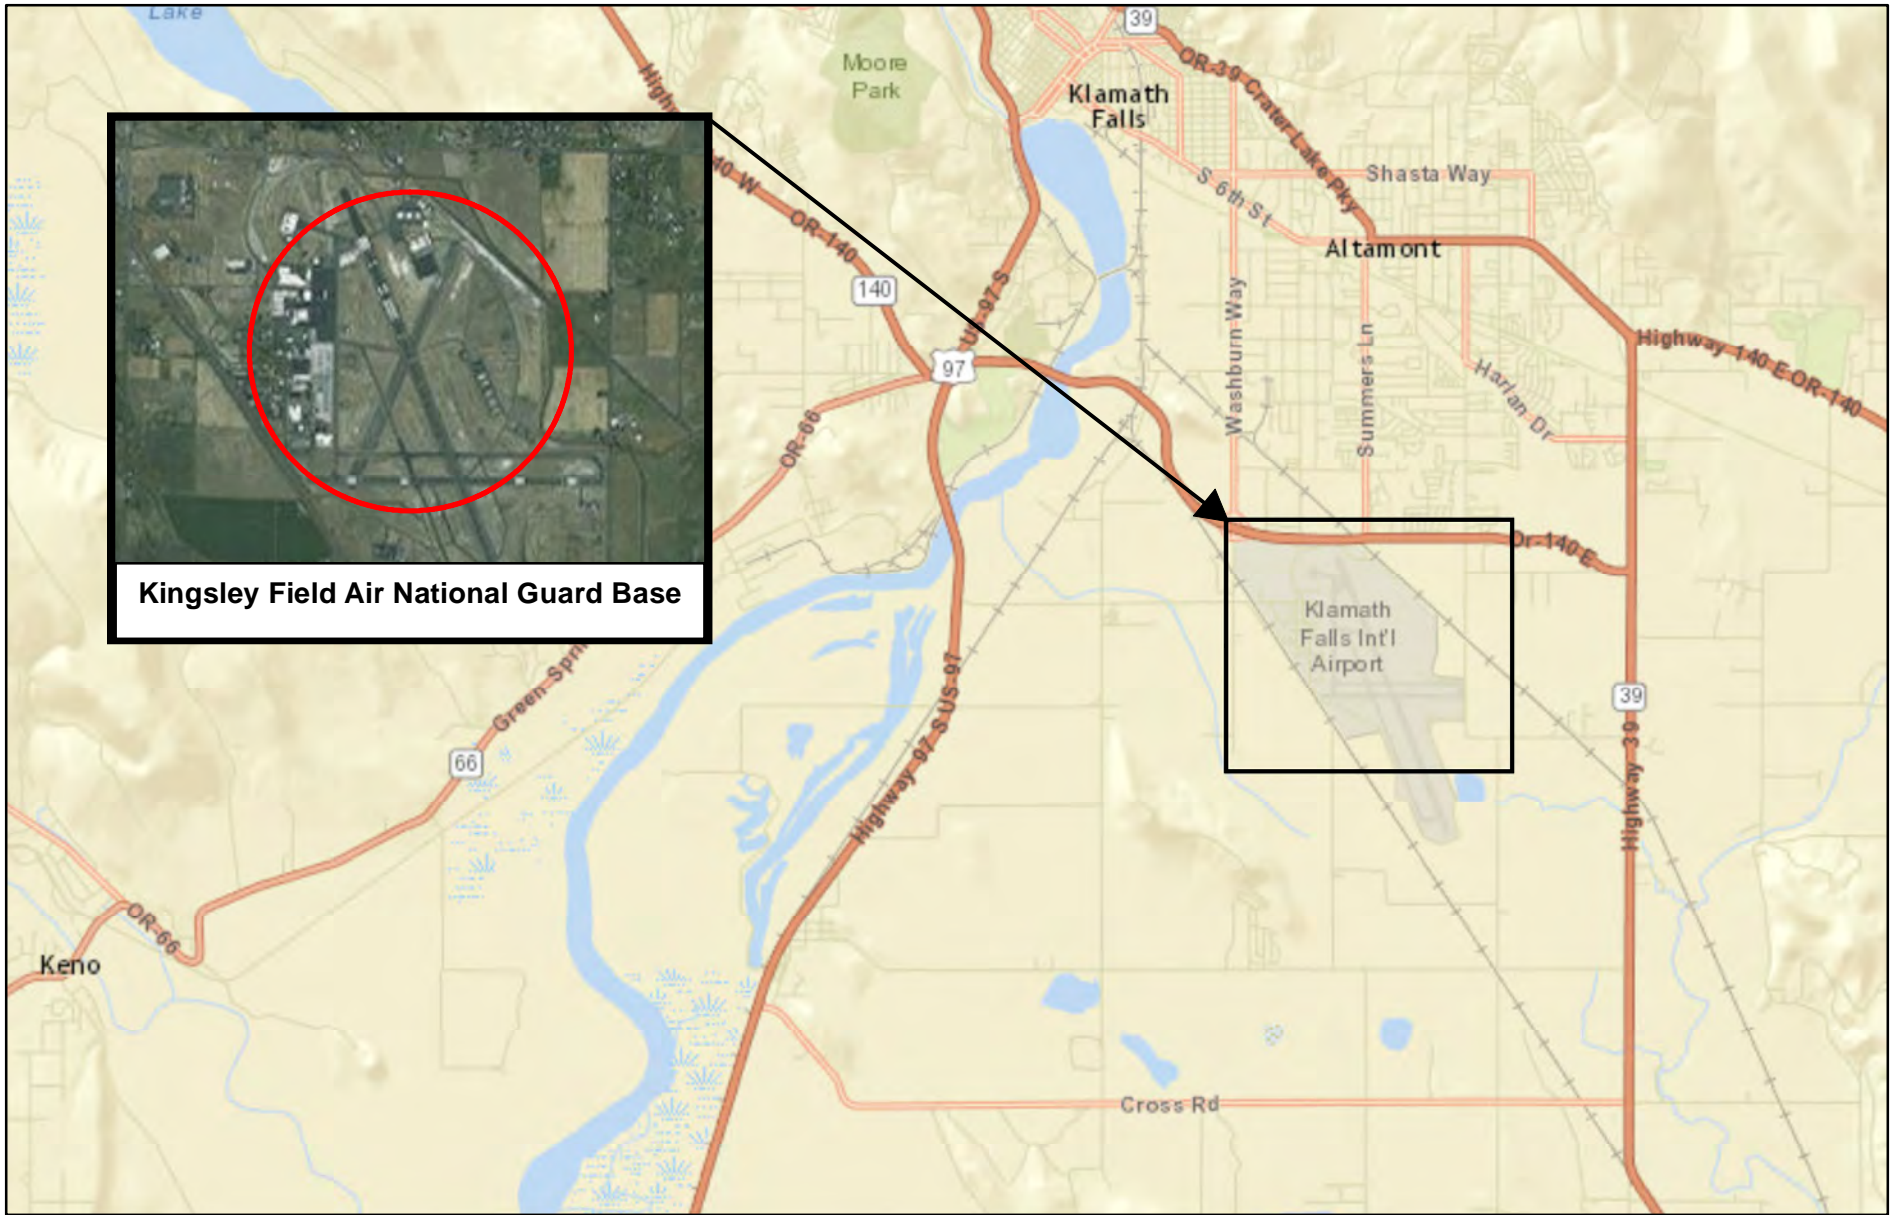 Lake
39
Moore
Park
Klamath
Falls
OR-39 Crater Lake Pky
High
140 W
OR-140
Shasta Way
S 6th St
Altamont
140
US-97 S
97
Washburn Way
Summers Ln
Harlan Dr
Highway 140 E OR-140
OR-66
Or-140 E
Kingsley Field Air National Guard Base
Klamath
Falls Int'l
Airport
Green Spri
66
Highway 97 S US-97
39
Highway 39
OR-66
Keno
Cross Rd